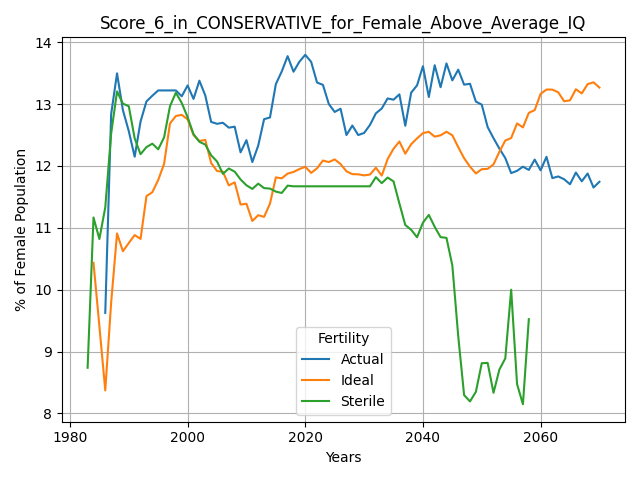 Score_6_in_CONSERVATIVE_for_Female_Above_Average_IQ
% of Female Population
14
13
12
11
10
9
8
Fertility
Actual
Ideal
Sterile
1980
2000
2020
2040
2060
Years